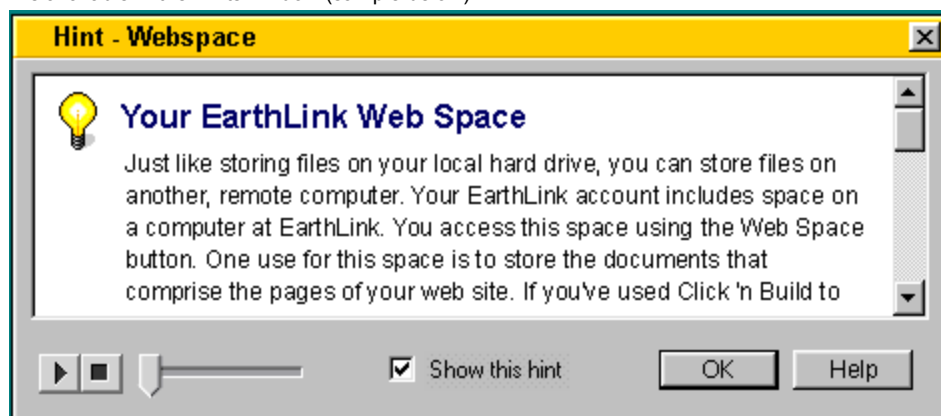 Hint - Webspace
Your EarthLink Web Space
Just like storing files on your local hard drive, you can store files on
another, remote computer. Your EarthLink account includes space on
a computer at EarthLink. You access this space using the Web Space
button. One use for this space is to store the documents that
comprise the pages of your web site. If you've used Click 'n Build to
Show this hint
OK
Help